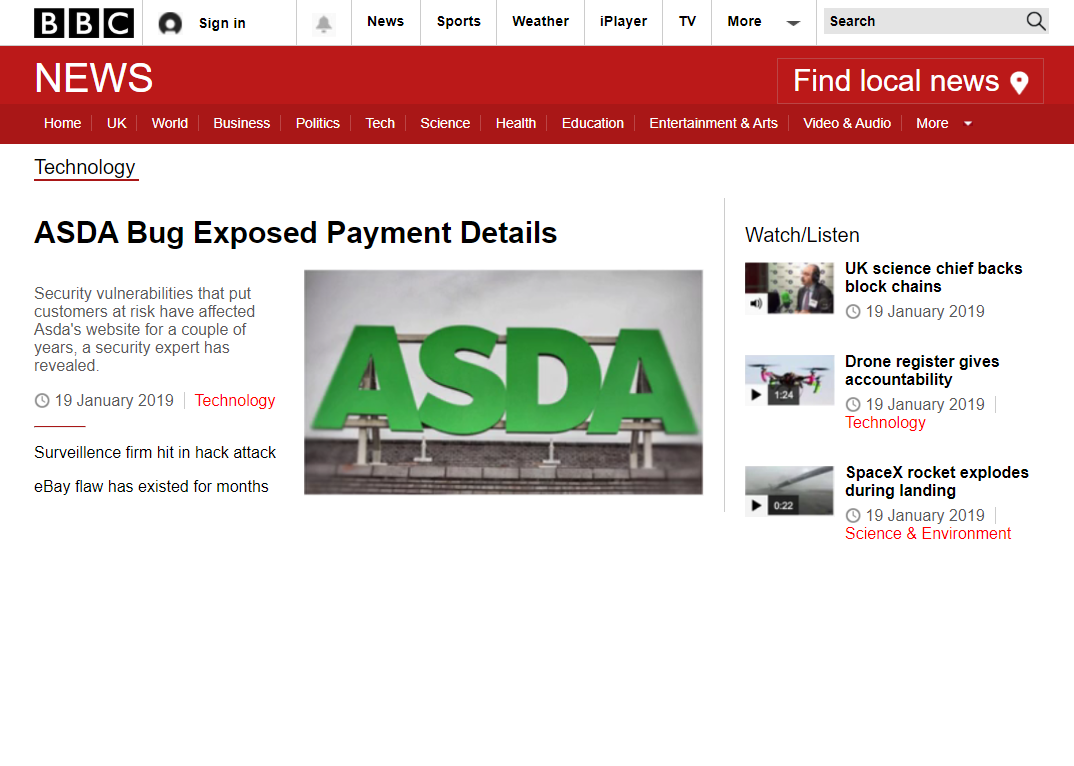 BBC
Sign in
News
Sports
Weather
iPlayer
TV
More
Search
NEWS
Find local news
Home
UK
World
Business
Politics
Tech
Science
Health
Education
Entertainment & Arts
Video & Audio
More
Technology
ASDA Bug Exposed Payment Details
Security vulnerabilities that put
customers at risk have affected
Asda's website for a couple of
years, a security expert has
revealed.
19 January 2019
Technology
Surveillence firm hit in hack attack
eBay flaw has existed for months
ASDA
Watch/Listen
UK science chief backs
block chains
19 January 2019
1:24
Drone register gives
accountability
19 January 2019
Technology
0:22
SpaceX rocket explodes
during landing
19 January 2019
Science & Environment